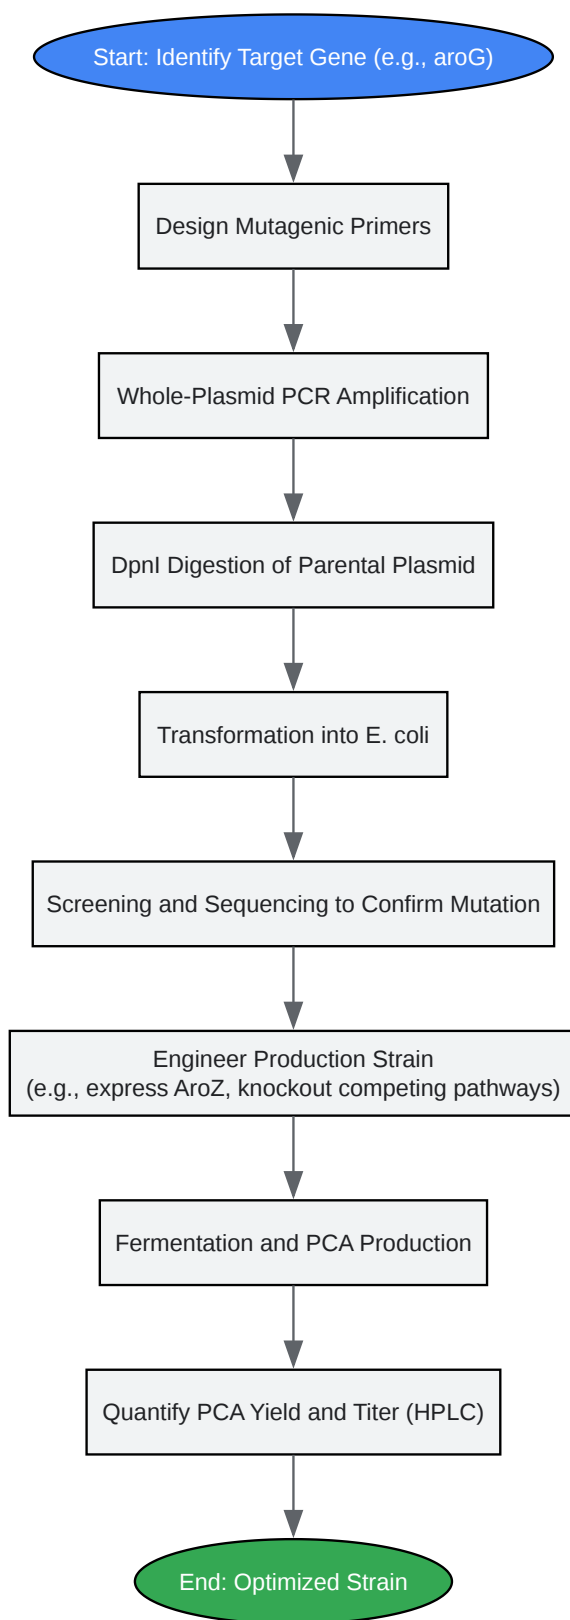 Start: Identify Target Gene (e.g., aroG)
Design Mutagenic Primers
Whole-Plasmid PCR Amplification
DpnI Digestion of Parental Plasmid
Transformation into E. coli
Screening and Sequencing to Confirm Mutation
Engineer Production Strain
(e.g., express AroZ, knockout competing pathways)
Fermentation and PCA Production
Quantify PCA Yield and Titer (HPLC)
End: Optimized Strain